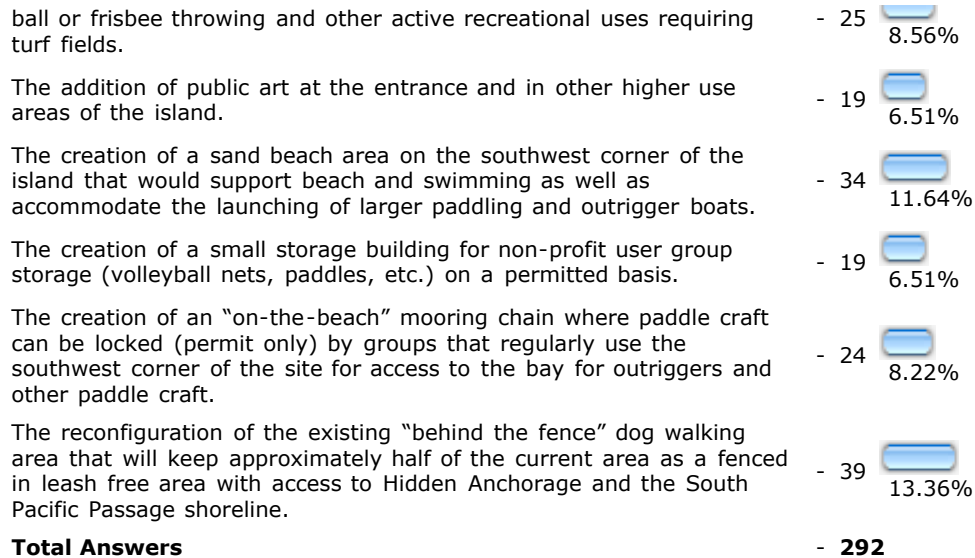 ball or frisbee throwing and other active recreational uses requiring
turf fields.
- 25
8.56%
The addition of public art at the entrance and in other higher use
areas of the island.
- 19
6.51%
The creation of a sand beach area on the southwest corner of the
island that would support beach and swimming as well as
accommodate the launching of larger paddling and outrigger boats.
- 34
11.64%
The creation of a small storage building for non-profit user group
storage (volleyball nets, paddles, etc.) on a permitted basis.
- 19
6.51%
The creation of an “on-the-beach” mooring chain where paddle craft
can be locked (permit only) by groups that regularly use the
southwest corner of the site for access to the bay for outriggers and
other paddle craft.
- 24
8.22%
The reconfiguration of the existing “behind the fence” dog walking
area that will keep approximately half of the current area as a fenced
in leash free area with access to Hidden Anchorage and the South
Pacific Passage shoreline.
- 39
13.36%
Total Answers - 292